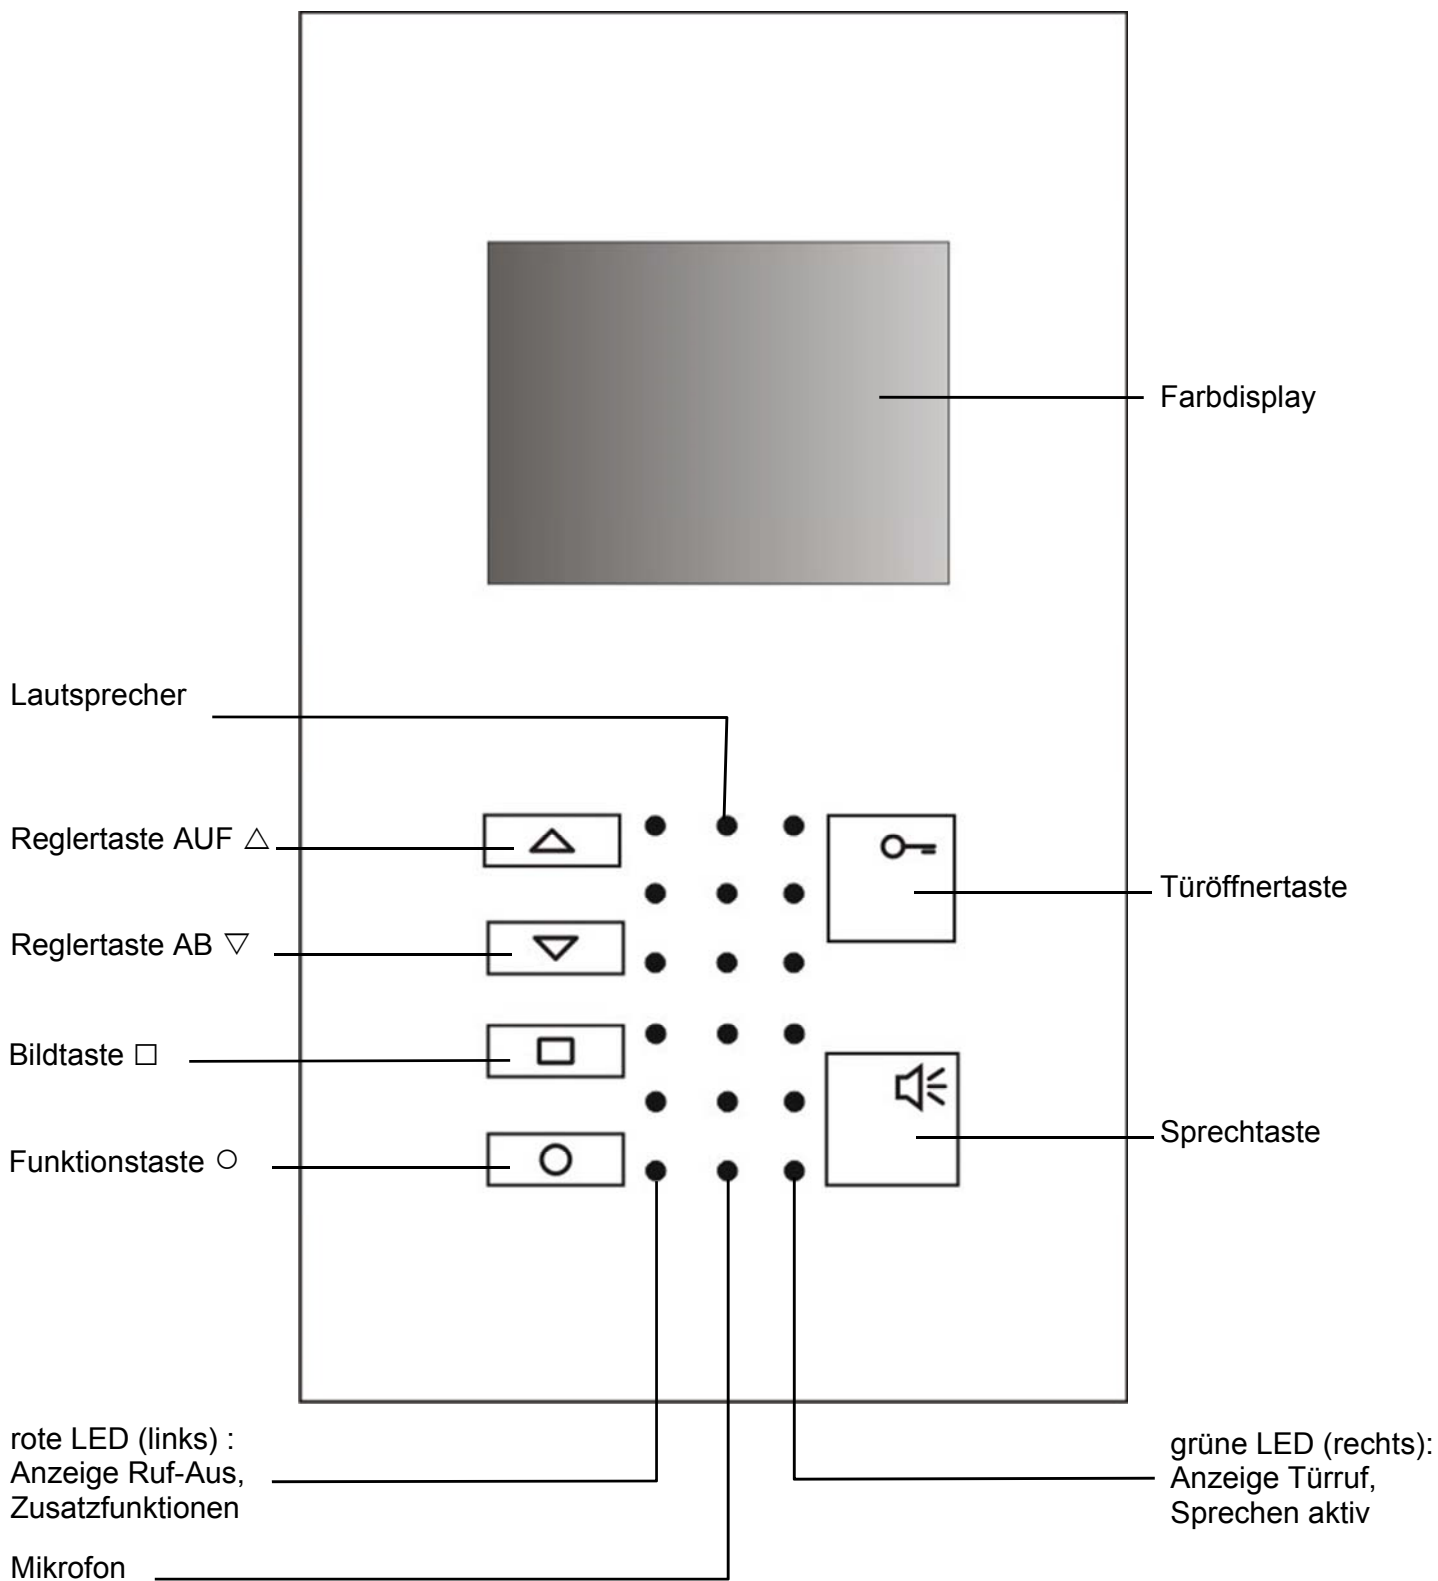 Farbdisplay
Lautsprecher
Reglertaste AUF △
Türöffnertaste
Reglertaste AB ▽
Bildtaste □
Sprechtaste
Funktionstaste ○
rote LED (links) :
Anzeige Ruf-Aus,
Zusatzfunktionen
grüne LED (rechts):
Anzeige Türruf,
Sprechen aktiv
Mikrofon